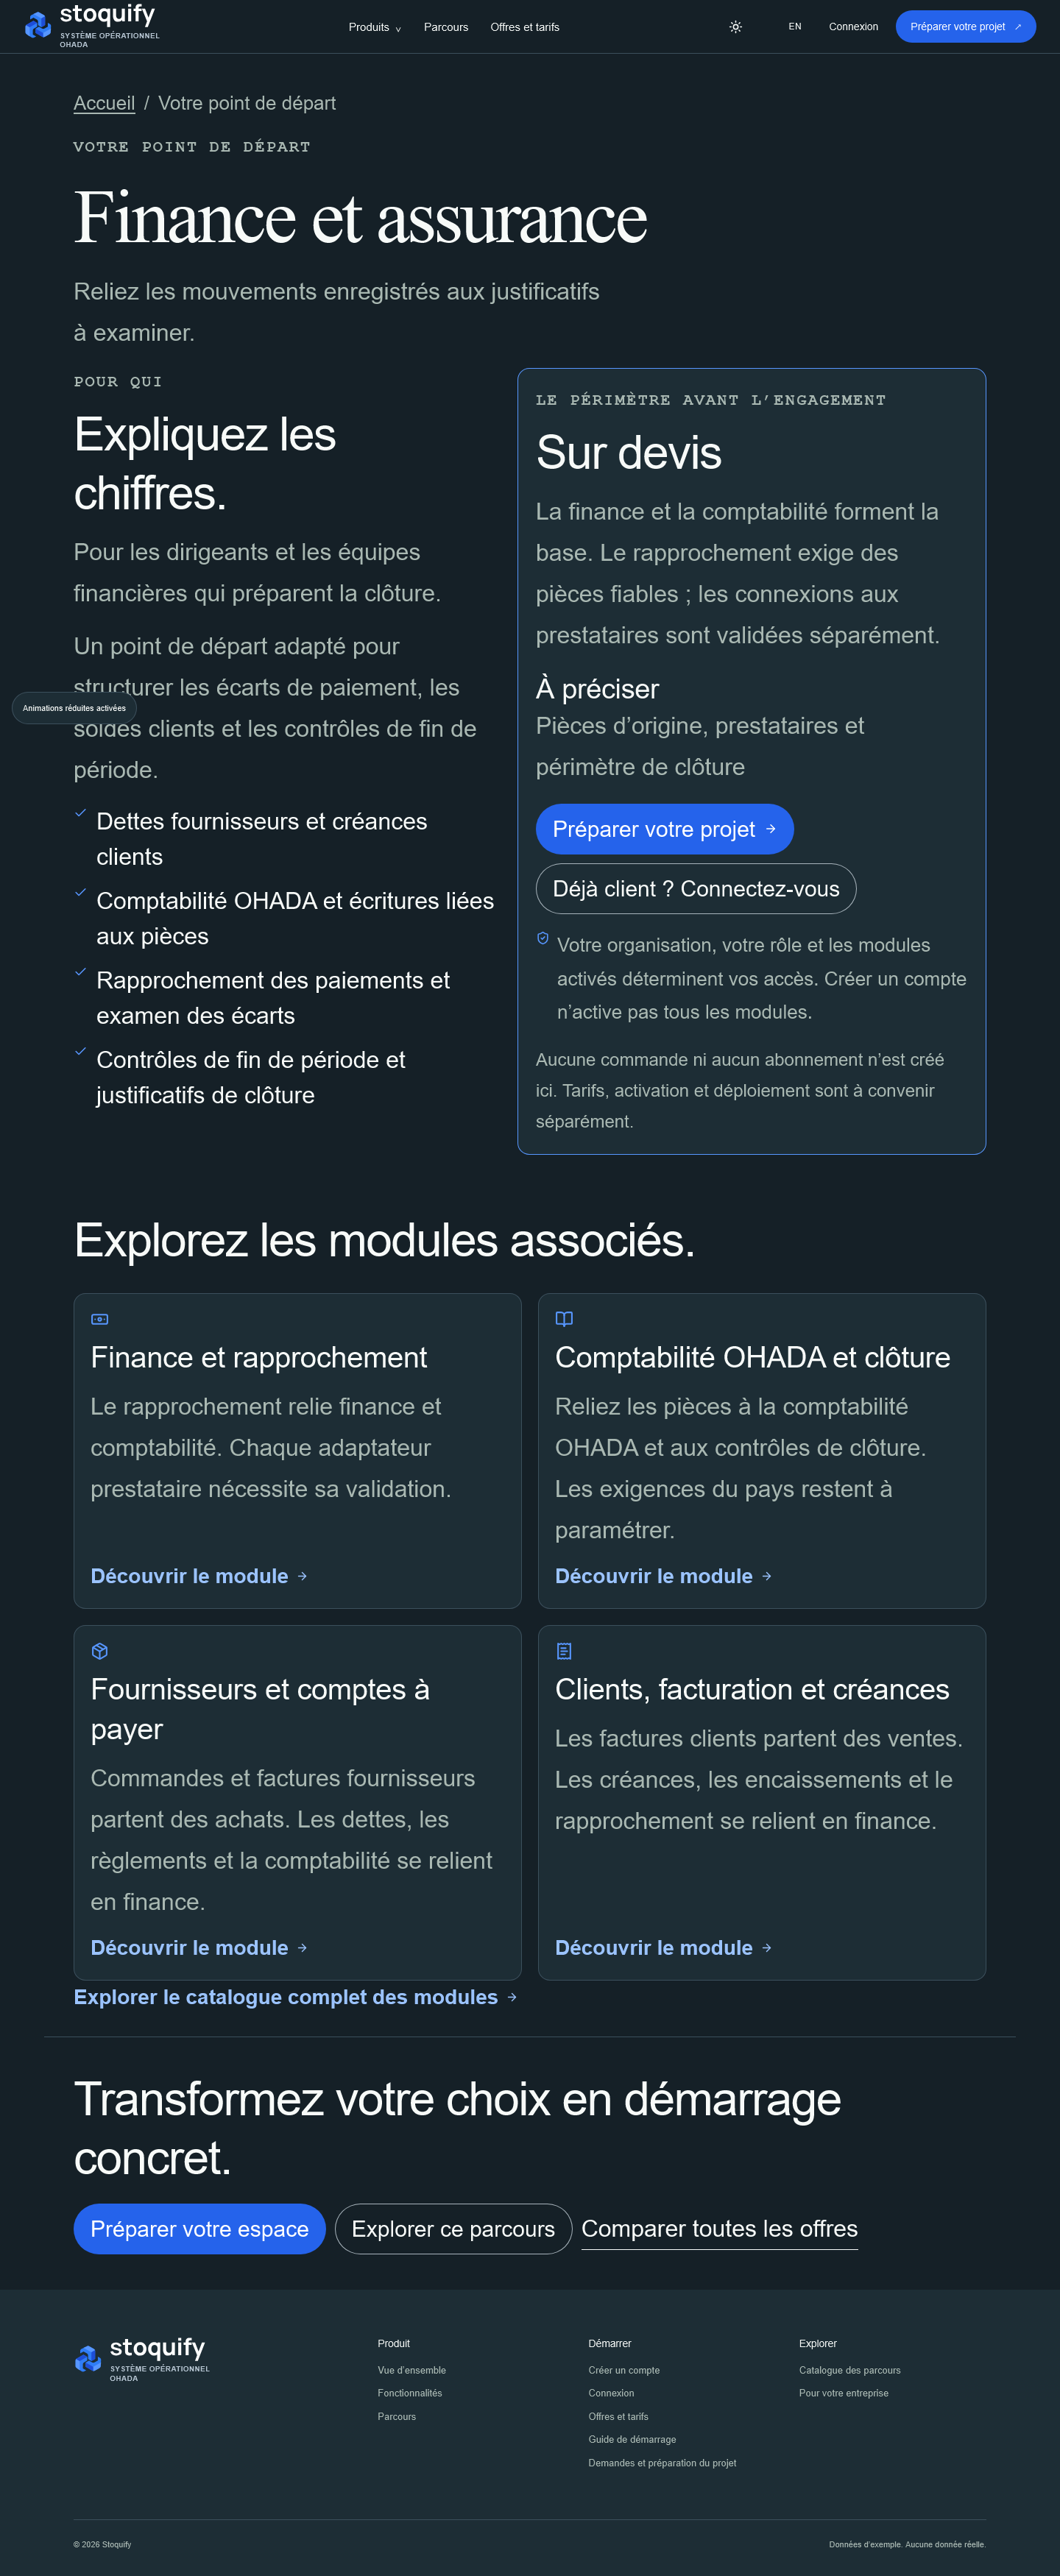 stoquify
SYSTÈME OPÉRATIONNEL
OHADA
Produits
Parcours
Offres et tarifs
EN
Connexion
Préparer votre projet ↗
Accueil / Votre point de départ
VOTRE POINT DE DÉPART
Finance et assurance
Reliez les mouvements enregistrés aux justificatifs
à examiner.
POUR QUI
Expliquez les
chiffres.
Pour les dirigeants et les équipes
financières qui préparent la clôture.
Un point de départ adapté pour
structurer les écarts de paiement, les
soldes clients et les contrôles de fin de
période.
Animations réduites activées
Dettes fournisseurs et créances
clients
Comptabilité OHADA et écritures liées
aux pièces
Rapprochement des paiements et
examen des écarts
Contrôles de fin de période et
justificatifs de clôture
LE PÉRIMÈTRE AVANT L’ENGAGEMENT
Sur devis
La finance et la comptabilité forment la
base. Le rapprochement exige des
pièces fiables ; les connexions aux
prestataires sont validées séparément.
À préciser
Pièces d’origine, prestataires et
périmètre de clôture
Préparer votre projet →
Déjà client ? Connectez-vous
Votre organisation, votre rôle et les modules
activés déterminent vos accès. Créer un compte
n’active pas tous les modules.
Aucune commande ni aucun abonnement n’est créé
ici. Tarifs, activation et déploiement sont à convenir
séparément.
Explorez les modules associés.
Finance et rapprochement
Le rapprochement relie finance et
comptabilité. Chaque adaptateur
prestataire nécessite sa validation.
Découvrir le module →
Comptabilité OHADA et clôture
Reliez les pièces à la comptabilité
OHADA et aux contrôles de clôture.
Les exigences du pays restent à
paramétrer.
Découvrir le module →
Fournisseurs et comptes à
payer
Commandes et factures fournisseurs
partent des achats. Les dettes, les
règlements et la comptabilité se relient
en finance.
Découvrir le module →
Clients, facturation et créances
Les factures clients partent des ventes.
Les créances, les encaissements et le
rapprochement se relient en finance.
Découvrir le module →
Explorer le catalogue complet des modules →
Transformez votre choix en démarrage
concret.
Préparer votre espace
Explorer ce parcours
Comparer toutes les offres
stoquify
SYSTÈME OPÉRATIONNEL
OHADA
Produit
Vue d’ensemble
Fonctionnalités
Parcours
Démarrer
Créer un compte
Connexion
Offres et tarifs
Guide de démarrage
Demandes et préparation du projet
Explorer
Catalogue des parcours
Pour votre entreprise
© 2026 Stoquify
Données d’exemple. Aucune donnée réelle.